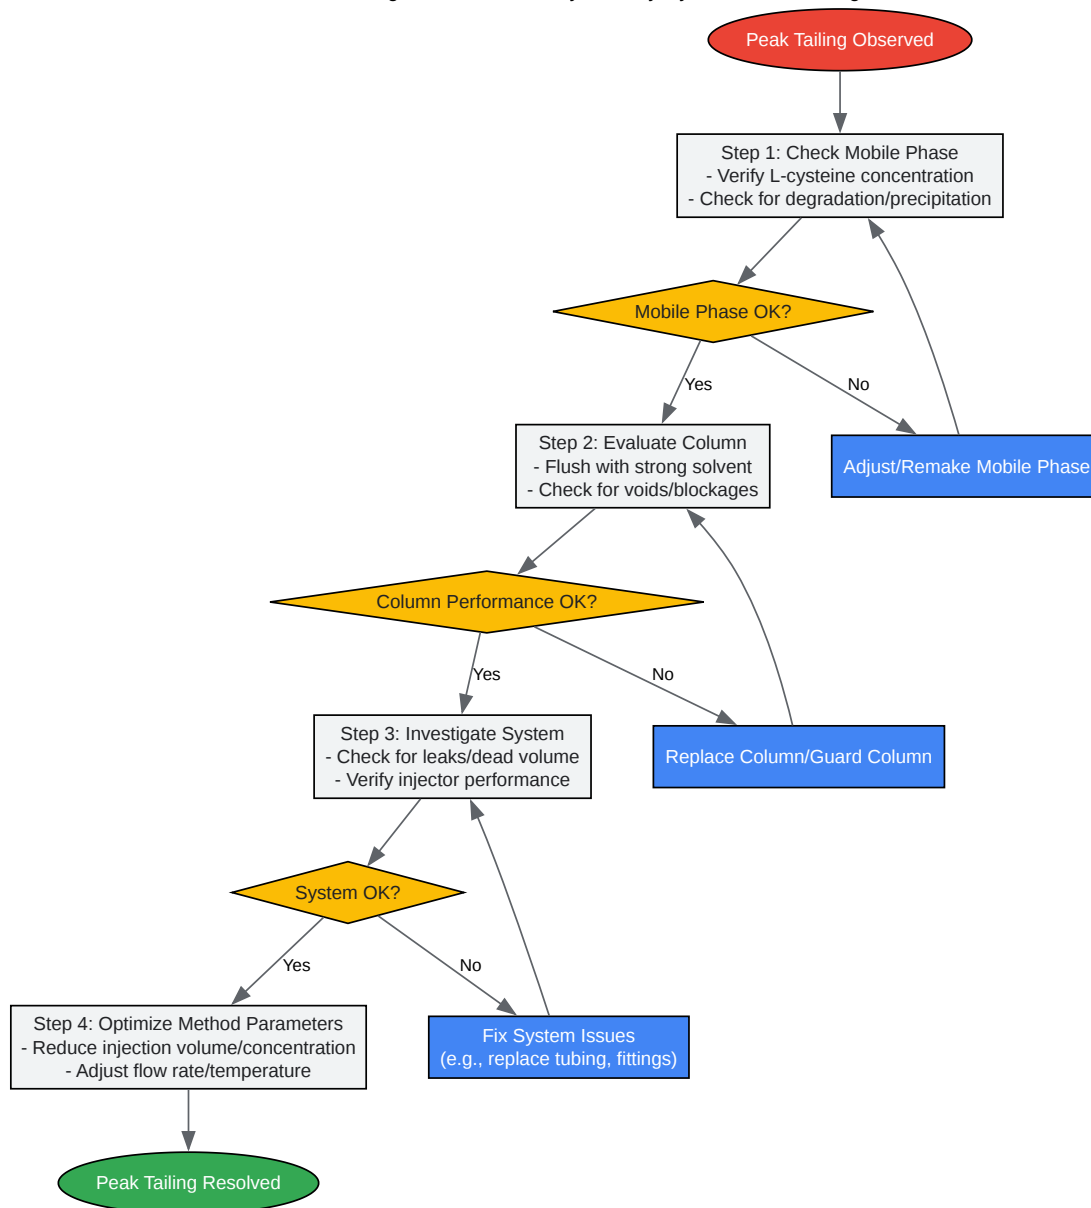 Peak Tailing Observed
Step 1: Check Mobile Phase
- Verify L-cysteine concentration
- Check for degradation/precipitation
Mobile Phase OK?
Yes
No
Step 2: Evaluate Column
- Flush with strong solvent
- Check for voids/blockages
Adjust/Remake Mobile Phase
Column Performance OK?
Yes
No
Step 3: Investigate System
- Check for leaks/dead volume
- Verify injector performance
Replace Column/Guard Column
System OK?
Yes
No
Step 4: Optimize Method Parameters
- Reduce injection volume/concentration
- Adjust flow rate/temperature
Fix System Issues
(e.g., replace tubing, fittings)
Peak Tailing Resolved